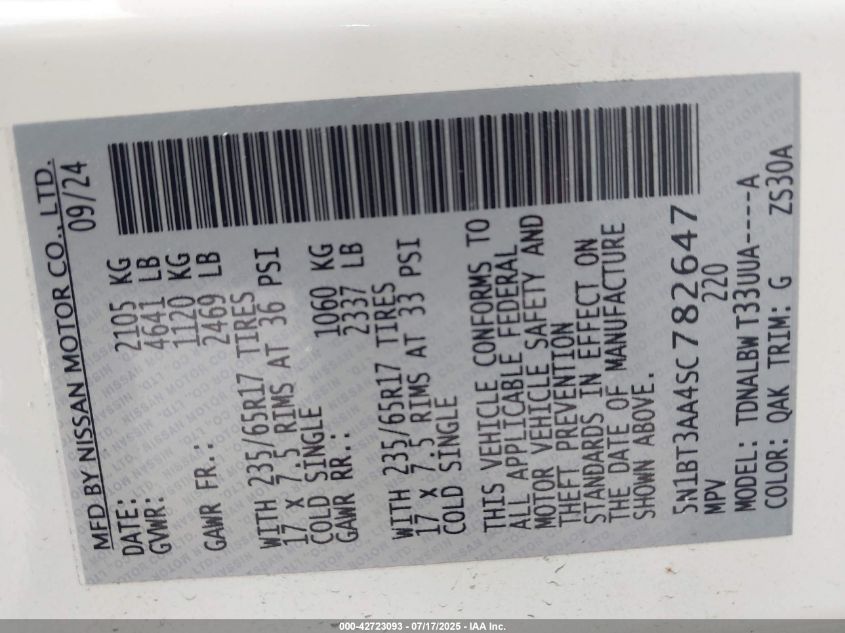 MFD BY NISSAN MOTOR CO., LTD.
DATE: 09/24
GVWR: 2105 KG
4641 LB
GAWR FR.: 1120 KG
2469 LB
WITH 235/65R17 TIRES
17 X 7.5 RIMS AT 36 PSI
COLD SINGLE
GAWR RR.: 1060 KG
2337 LB
WITH 235/65R17 TIRES
17 X 7.5 RIMS AT 33 PSI
COLD SINGLE
THIS VEHICLE CONFORMS TO
ALL APPLICABLE FEDERAL
MOTOR VEHICLE SAFETY AND
THEFT PREVENTION
STANDARDS IN EFFECT ON
THE DATE OF MANUFACTURE
SHOWN ABOVE.
5N1BT3AA4SC782647
MPV 220
MODEL: TDNALBW T33UUA----A
COLOR: QAK TRIM: G ZS30A
000-42723093 - 07/17/2025 - IAA Inc.